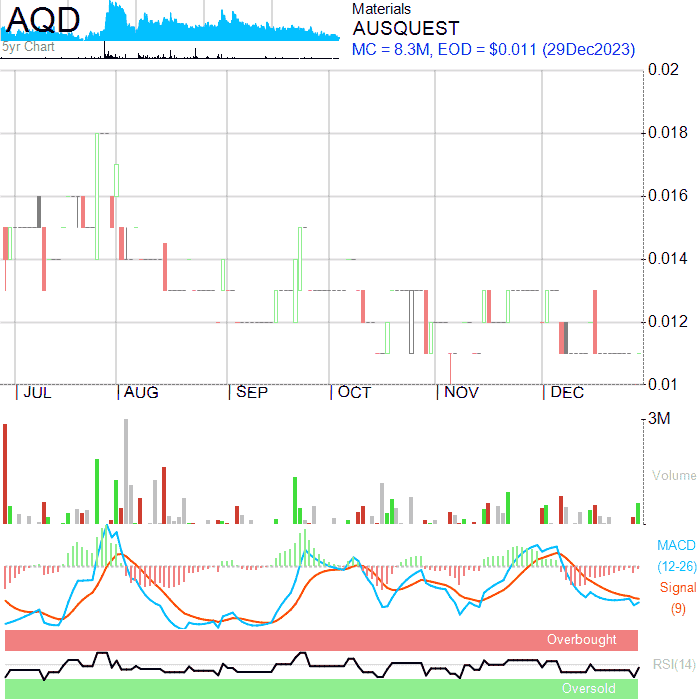 AQD
5yr Chart
Materials
AUSQUEST
MC = 8.3M, EOD = $0.011 (29Dec2023)
0.02
0.018
0.016
0.014
0.012
0.01
JUL AUG SEP OCT NOV DEC
3M
Volume
MACD
(12-26)
Signal
(9)
Overbought
RSI(14)
Oversold